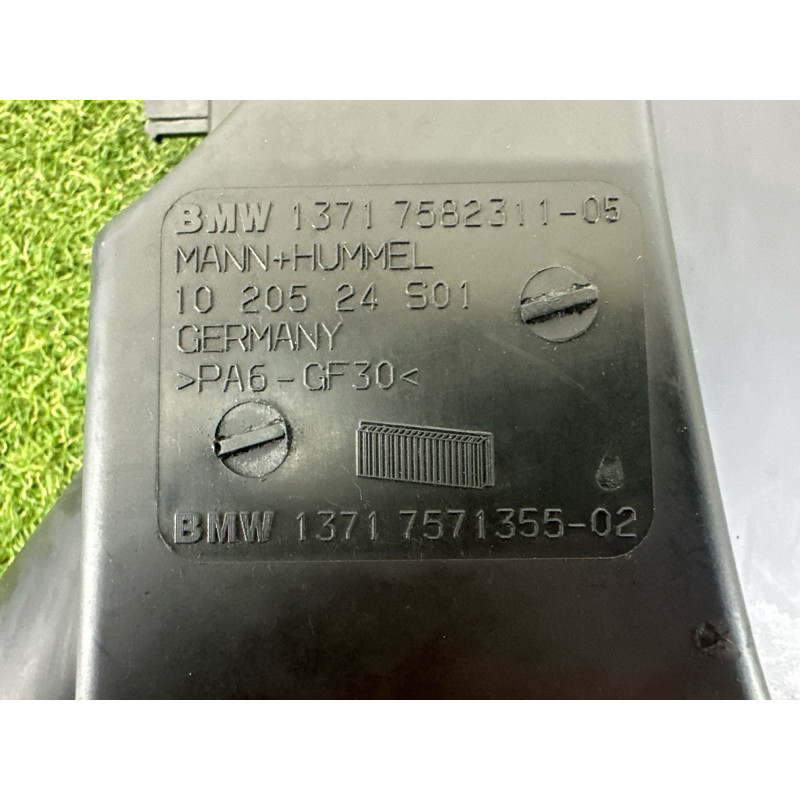 BMW 1371 7582311-05
MANN+HUMMEL
10 205 24 S01
GERMANY
>PA6-GF30<
BMW 1371 7571355-02